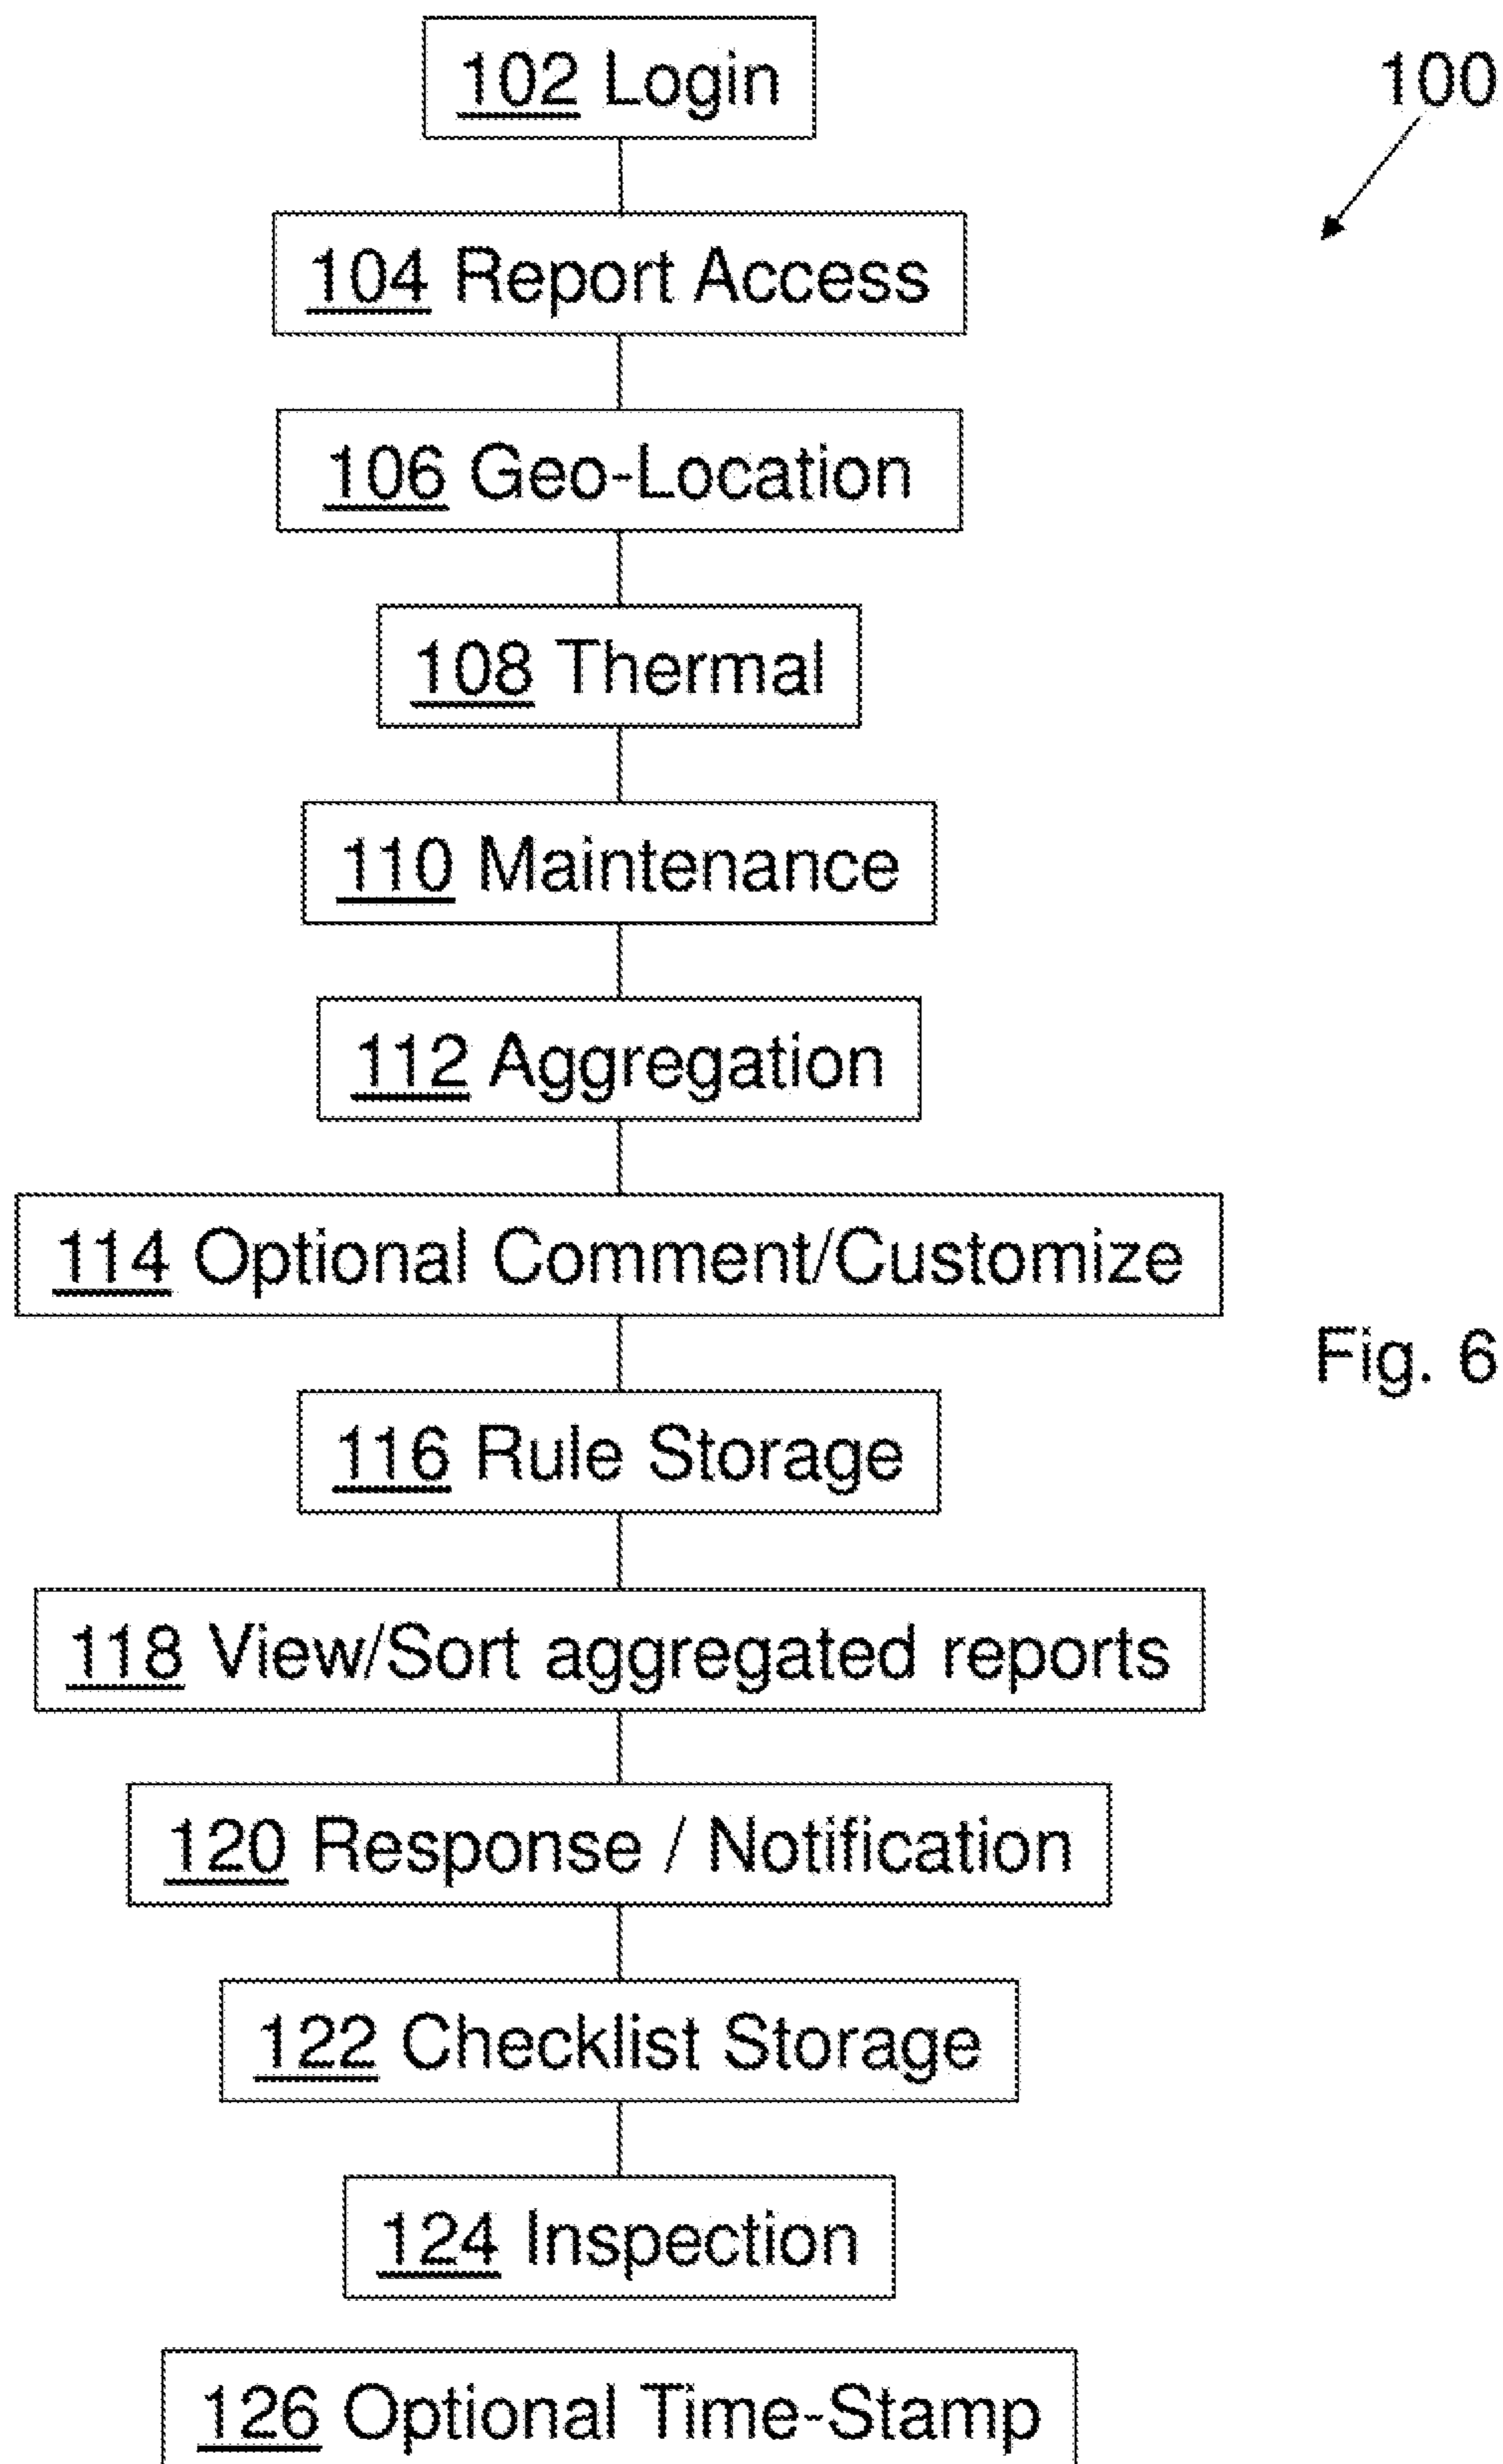 102 Login
100
104 Report Access
106 Geo-Location
108 Thermal
110 Maintenance
112 Aggregation
114 Optional Comment/Customize
Fig. 6
116 Rule Storage
118 View/Sort aggregated reports
120 Response / Notification
122 Checklist Storage
124 Inspection
126 Optional Time-Stamp